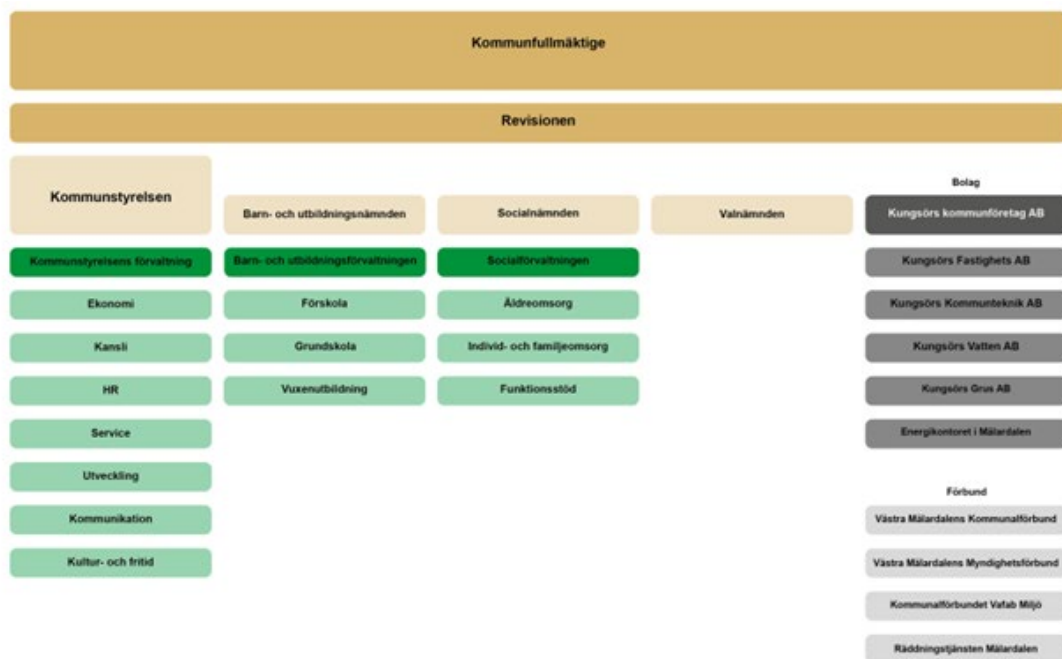 Kommunfullmäktige
Revisionen
Kommunstyrelsen
Barn- och utbildningsnämnden
Socialnämnden
Valnämnden
Bolag
Kungsörs kommunföretag AB
Kommunstyrelsens förvaltning
Ekonomi
Kansli
HR
Service
Utveckling
Kommunikation
Kultur- och fritid
Barn- och utbildningsförvaltningen
Förskola
Grundskola
Vuxenutbildning
Socialförvaltningen
Äldreomsorg
Individ- och familjeomsorg
Funktionsstöd
Kungsörs Fastighets AB
Kungsörs Kommunteknik AB
Kungsörs Vatten AB
Kungsörs Grus AB
Energikontoret i Mälardalen
Förbund
Västra Mälardalens Kommunalförbund
Västra Mälardalens Myndighetsförbund
Kommunalförbundet Vafab Miljö
Räddningstjänsten Mälardalen